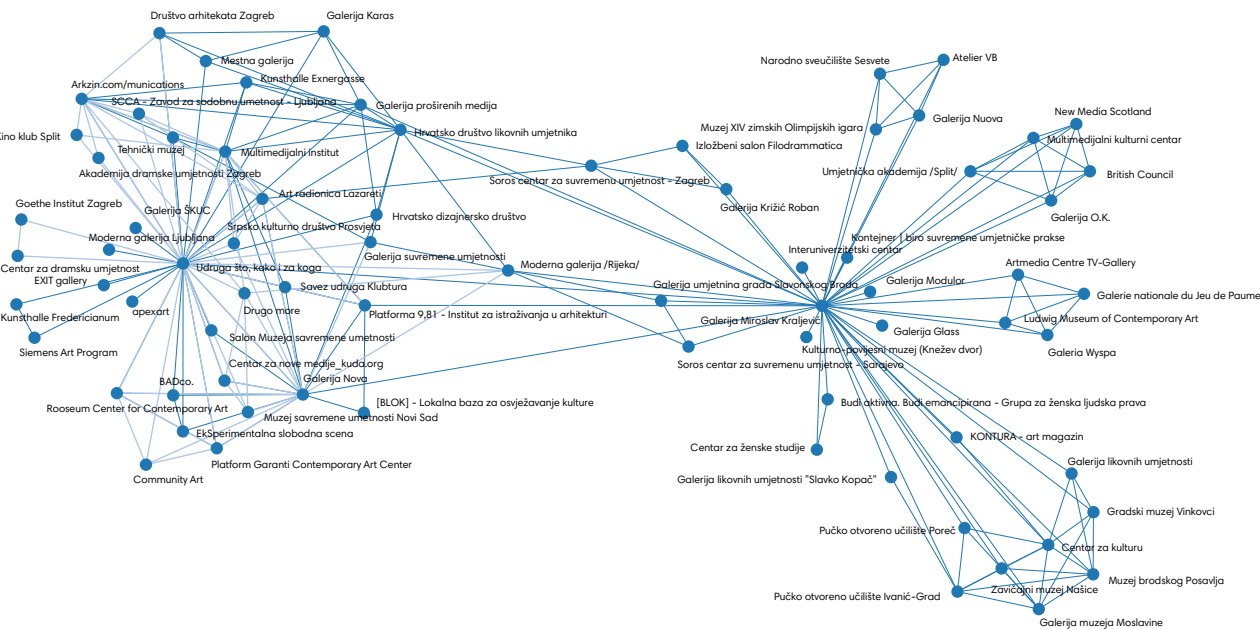 Društvo arhitekata Zagreb
Galerija Karas
Mestna galerija
Kunsthalle Exnergasse
Arkzin.com/munications
SCCA - Zavod za sodobnu umetnost - Ljubljana
Galerija proširenih medija
Hrvatsko društvo likovnih umjetnika
ino klub Split
Tehnički muzej
Multimedijalni institut
Akademija dramske umjetnosti Zagreb
Art radionica Lazareti
Goethe Institut Zagreb
Galerija ŠKUC
Srpsko kulturno društvo Prosvjeta
Hrvatsko dizajnersko društvo
Moderna galerija Ljubljana
Galerija suvremene umjetnosti
Centar za dramsku umjetnost
Udruga što, kako i za koga
Moderna galerija /Rijeka/
EXIT gallery
Savez udruga Klubtura
Kunsthalle Fredericianum
apexart
Drugo more
Platforma 9,81 - Institut za istraživanja u arhitekturi
Siemens Art Program
Salon Muzeja savremene umetnosti
Centar za nove medije_kuda.org
Galerija Nova
BADco.
Rooseum Center for Contemporary Art
Muzej savremene umetnosti Novi Sad
[BLOK] - Lokalna baza za osvježavanje kulture
EkSperimentalna slobodna scena
Platform Garanti Contemporary Art Center
Community Art
Narodno sveučilište Sesvete
Atelier VB
Galerija Nuova
Muzej XIV zimskih Olimpijskih igara
Izložbeni salon Filodrammatica
Soros centar za suvremenu umjetnost - Zagreb
Galerija Križić Roban
New Media Scotland
Multimedijalni kulturni centar
Umjetnička akademija /Split/
British Council
Galerija O.K.
Kontejner | biro suvremene umjetničke prakse
Interuniverzitetski centar
Artmedia Centre TV-Gallery
Galerija umjetnina grada Slavonskog Broda
Galerija Modulor
Galerie nationale du Jeu de Paume
Galerija Miroslav Kraljević
Ludwig Museum of Contemporary Art
Galerija Glass
Kulturno-povijesni muzej (Knežev dvor)
Galeria Wyspa
Soros centar za suvremenu umjetnost - Sarajevo
Budi aktivna. Budi emancipirana - Grupa za ženska ljudska prava
Centar za ženske studije
KONTURA - art magazin
Galerija likovnih umjetnosti
Galerija likovnih umjetnosti "Slavko Kopač"
Gradski muzej Vinkovci
Pučko otvoreno učilište Poreč
Centar za kulturu
Muzej brodskog Posavlja
Zavičajni muzej Našice
Pučko otvoreno učilište Ivanić-Grad
Galerija muzeja Moslavine